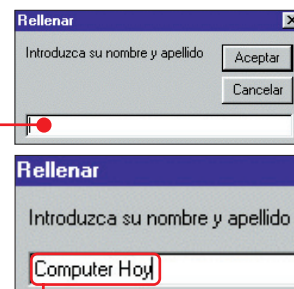 Rellenar
Introduzca su nombre y apellido
Aceptar
Cancelar
Rellenar
Introduzca su nombre y apellido
Computer Hoy